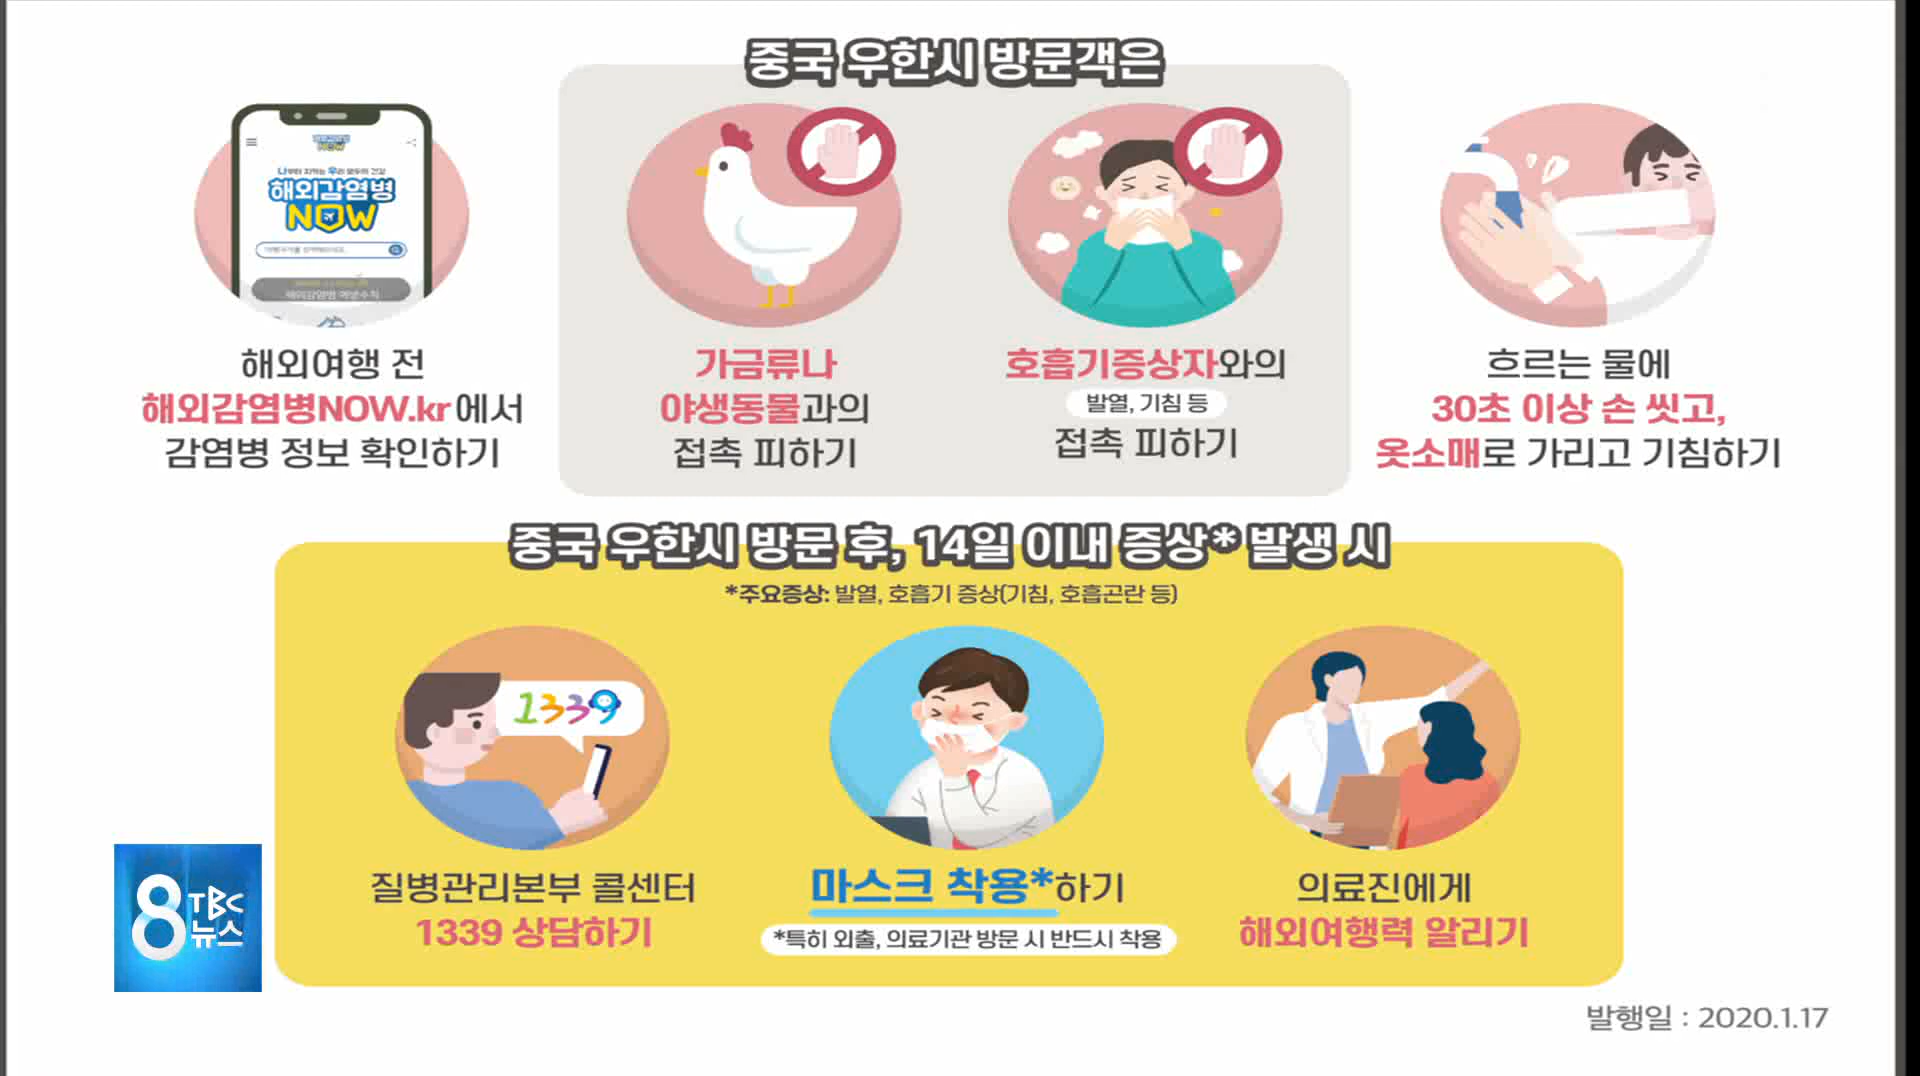 중국 우한시 방문객은
NOW
해외감염병
NOW
해외여행 전
해외감염병NOW.kr에서
감염병 정보 확인하기
가금류나
야생동물과의
접촉 피하기
호흡기증상자와의
발열, 기침 등
접촉 피하기
흐르는 물에
30초 이상 손 씻고,
옷소매로 가리고 기침하기
중국 우한시 방문 후, 14일 이내 증상* 발생 시
*주요증상: 발열, 호흡기 증상(기침, 호흡곤란 등)
1339
질병관리본부 콜센터
1339 상담하기
마스크 착용*하기
*특히 외출, 의료기관 방문 시 반드시 착용
의료진에게
해외여행력 알리기
8 TBC
뉴스
발행일 : 2020.1.17